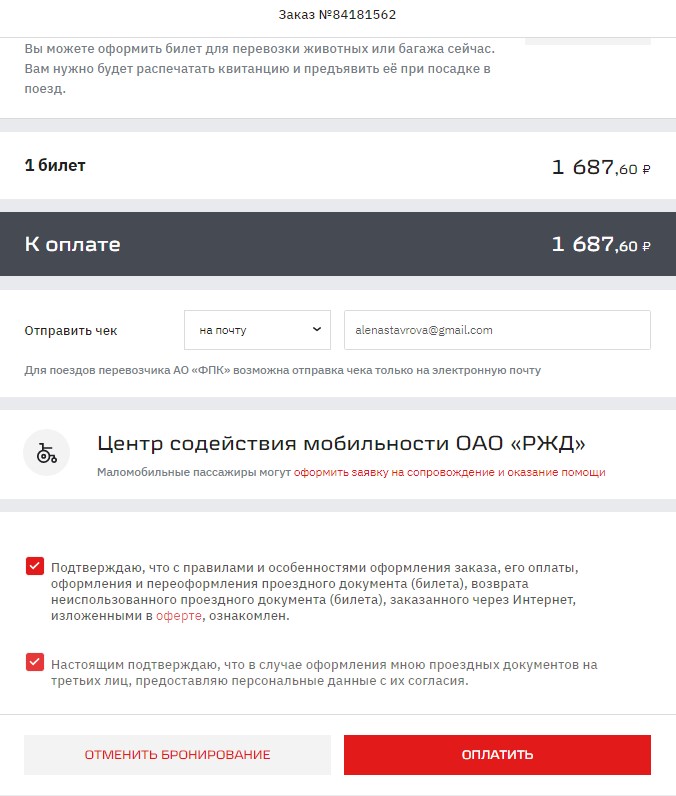 Заказ №84181562
Вы можете оформить билет для перевозки животных или багажа сейчас.
Вам нужно будет распечатать квитанцию и предъявить её при посадке в
поезд.
1 билет
1 687,60 ₽
К оплате
1 687,60 ₽
Отправить чек
на почту
alenastavrova@gmail.com
Для поездов перевозчика АО «ФПК» возможна отправка чека только на электронную почту
Центр содействия мобильности ОАО «РЖД»
Маломобильные пассажиры могут оформить заявку на сопровождение и оказание помощи
Подтверждаю, что с правилами и особенностями оформления заказа, его оплаты,
оформления и переоформления проездного документа (билета), возврата
неиспользованного проездного документа (билета), заказанного через Интернет,
изложенными в оферте, ознакомлен.
Настоящим подтверждаю, что в случае оформления мною проездных документов на
третьих лиц, предоставляю персональные данные с их согласия.
ОТМЕНИТЬ БРОНИРОВАНИЕ
ОПЛАТИТЬ